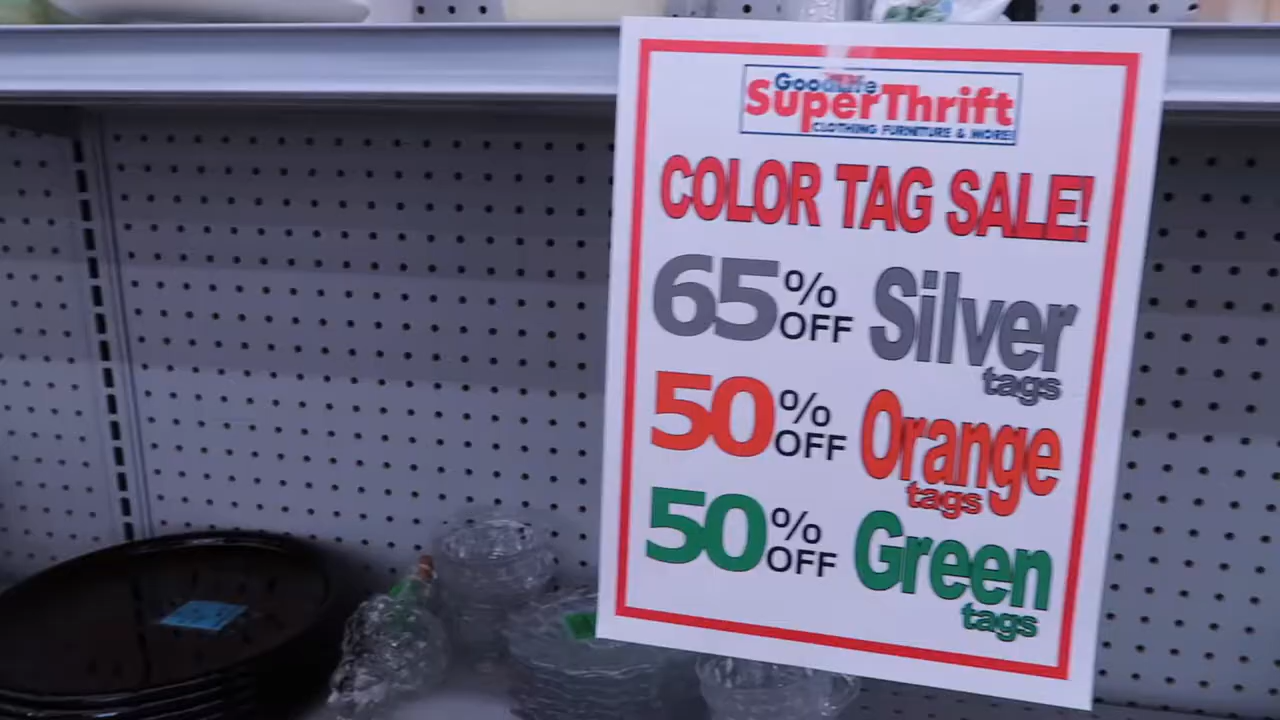 GoodLife
SuperThrift
CLOTHING FURNITURE & MORE!
COLOR TAG SALE!
65% OFF Silver tags
50% OFF Orange tags
50% OFF Green tags